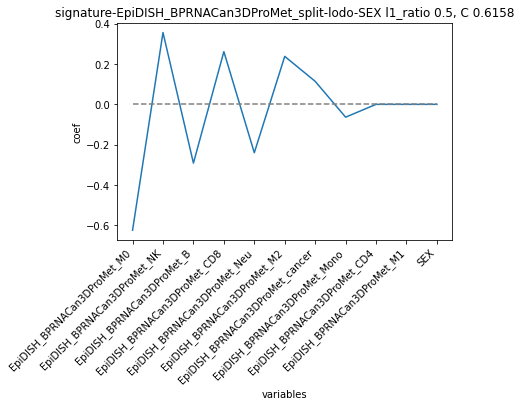 signature-EpiDISH_BPRNACan3DProMet_split-lodo-SEX l1_ratio 0.5, C 0.6158
0.4
0.2
0.0
−0.2
−0.4
−0.6
coef
EpiDISH_BPRNACan3DProMet_M0
EpiDISH_BPRNACan3DProMet_NK
EpiDISH_BPRNACan3DProMet_B
EpiDISH_BPRNACan3DProMet_CD8
EpiDISH_BPRNACan3DProMet_Neu
EpiDISH_BPRNACan3DProMet_M2
EpiDISH_BPRNACan3DProMet_cancer
EpiDISH_BPRNACan3DProMet_Mono
EpiDISH_BPRNACan3DProMet_CD4
EpiDISH_BPRNACan3DProMet_M1
SEX
variables